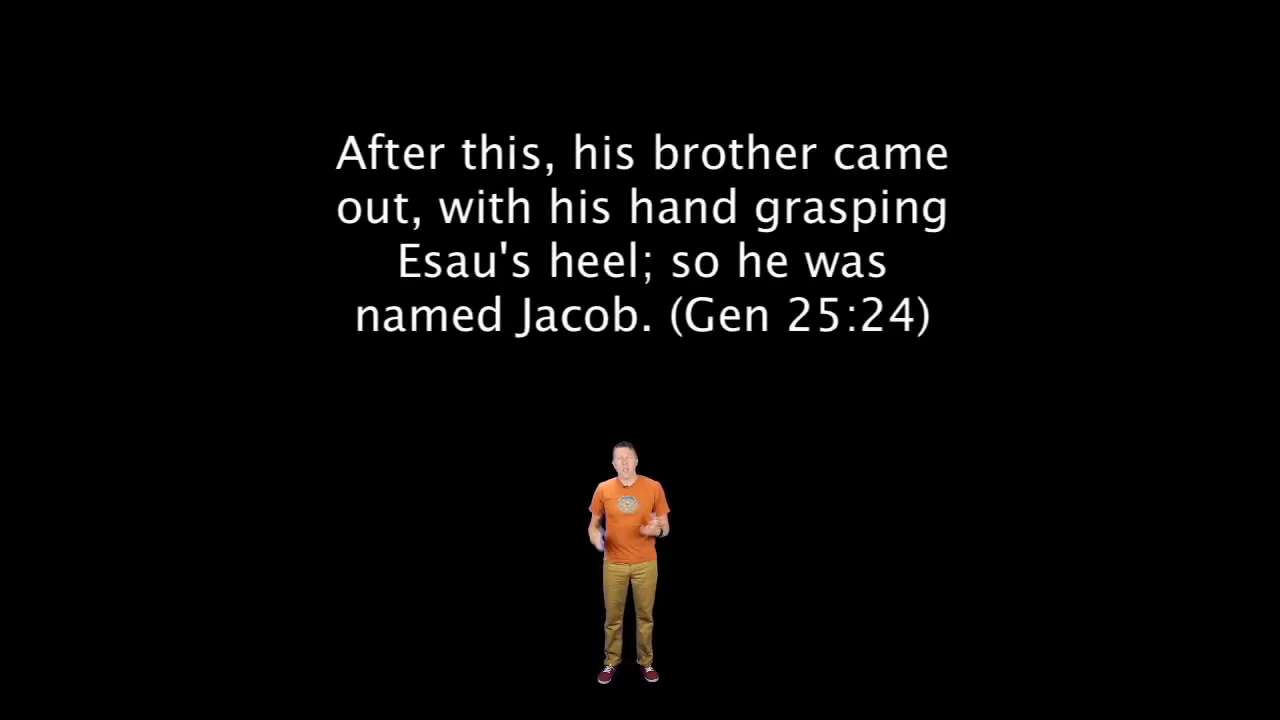 After this, his brother came
out, with his hand grasping
Esau's heel; so he was
named Jacob. (Gen 25:24)